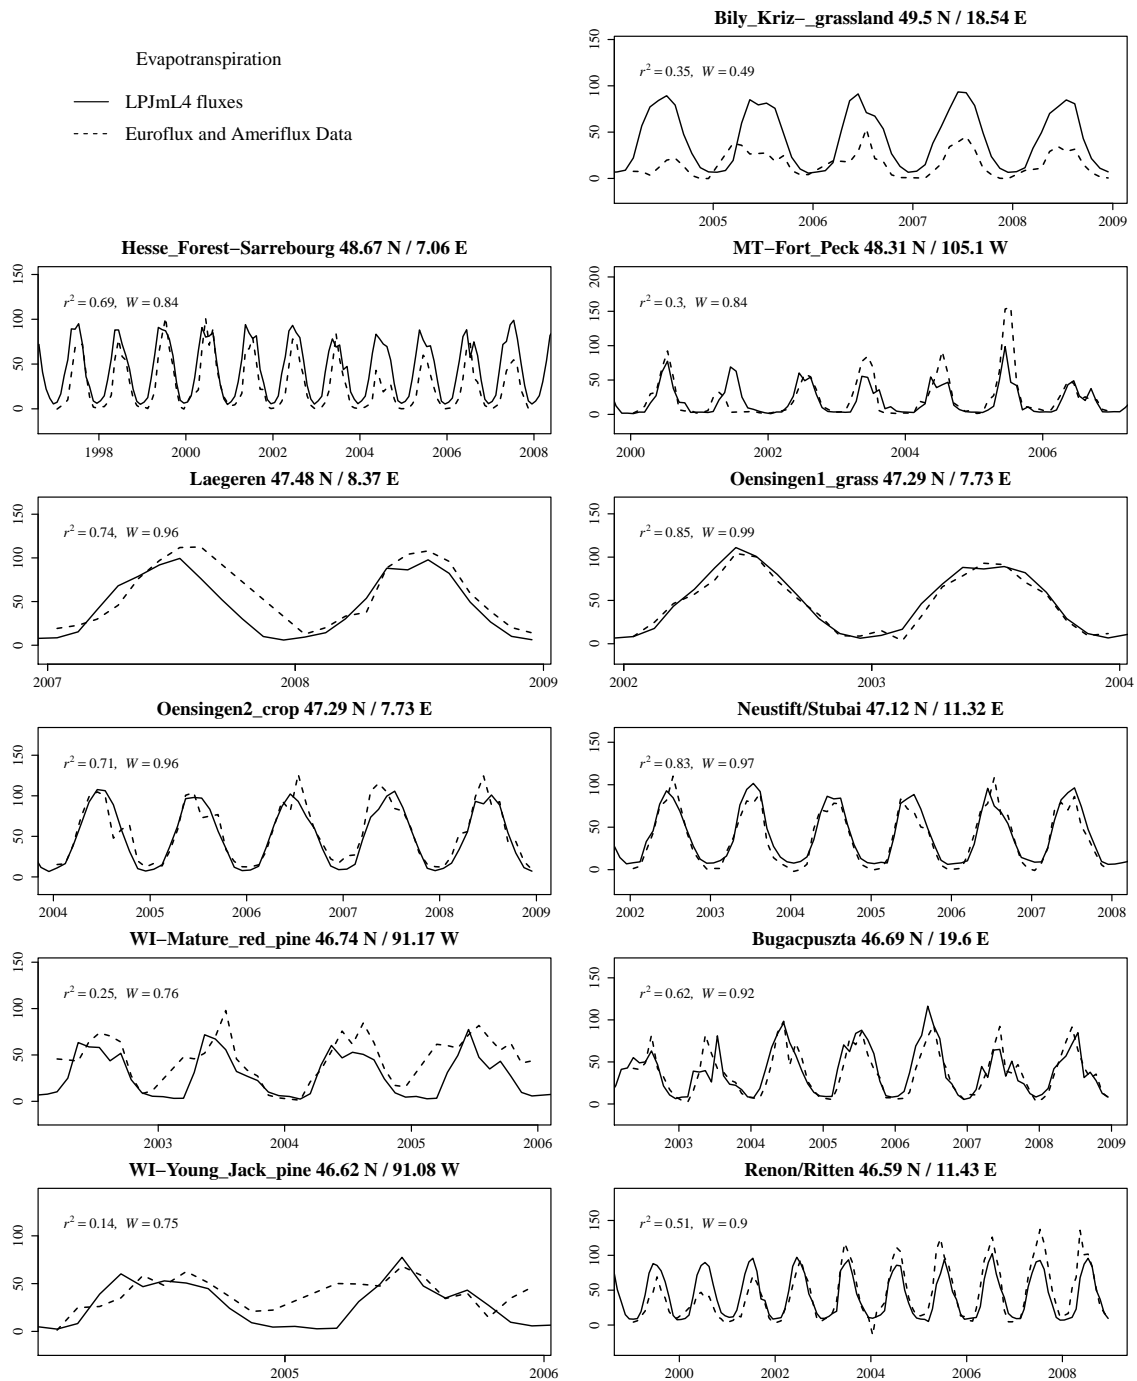 Evapotranspiration
LPJmL4 fluxes
Euroflux and Ameriflux Data
Bily_Kriz−_grassland 49.5 N / 18.54 E
r² = 0.35, W = 0.49
0 50 100 150
2005 2006 2007 2008 2009
Hesse_Forest−Sarrebourg 48.67 N / 7.06 E
r² = 0.69, W = 0.84
0 50 100 150
1998 2000 2002 2004 2006 2008
MT−Fort_Peck 48.31 N / 105.1 W
r² = 0.3, W = 0.84
0 50 100 150 200
2000 2002 2004 2006
Laegeren 47.48 N / 8.37 E
r² = 0.74, W = 0.96
0 50 100 150
2007 2008 2009
Oensingen1_grass 47.29 N / 7.73 E
r² = 0.85, W = 0.99
0 50 100 150
2002 2003 2004
Oensingen2_crop 47.29 N / 7.73 E
r² = 0.71, W = 0.96
0 50 100 150
2004 2005 2006 2007 2008 2009
Neustift/Stubai 47.12 N / 11.32 E
r² = 0.83, W = 0.97
0 50 100 150
2002 2003 2004 2005 2006 2007 2008
WI−Mature_red_pine 46.74 N / 91.17 W
r² = 0.25, W = 0.76
0 50 100 150
2003 2004 2005 2006
Bugacpuszta 46.69 N / 19.6 E
r² = 0.62, W = 0.92
0 50 100 150
2003 2004 2005 2006 2007 2008 2009
WI−Young_Jack_pine 46.62 N / 91.08 W
r² = 0.14, W = 0.75
0 50 100
2005 2006
Renon/Ritten 46.59 N / 11.43 E
r² = 0.51, W = 0.9
0 50 100 150
2000 2002 2004 2006 2008